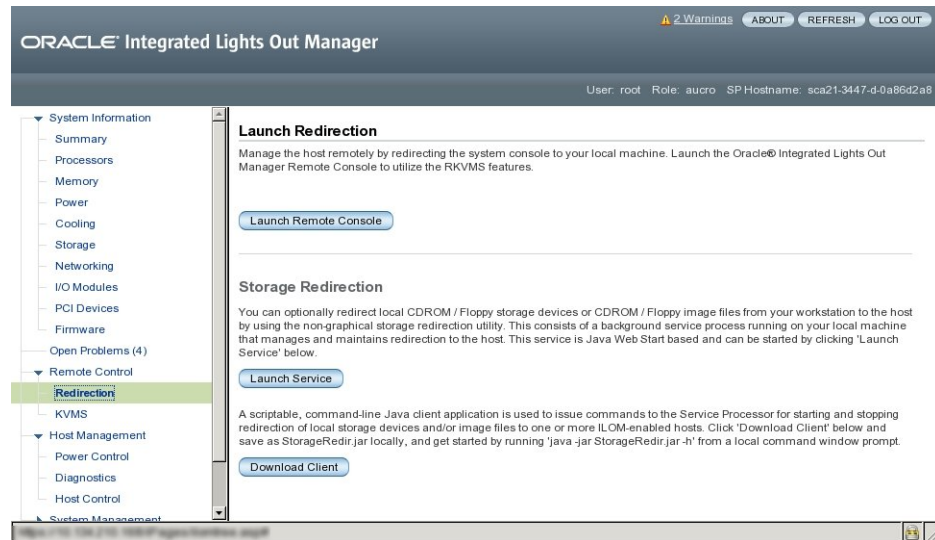 2 Warnings ABOUT REFRESH LOG OUT
ORACLE® Integrated Lights Out Manager
User: root Role: aucro SP Hostname: sca21-3447-d-0a86d2a8
System Information
Summary
Processors
Memory
Power
Cooling
Storage
Networking
I/O Modules
PCI Devices
Firmware
Open Problems (4)
Remote Control
Redirection
KVMS
Host Management
Power Control
Diagnostics
Host Control
System Management
Launch Redirection
Manage the host remotely by redirecting the system console to your local machine. Launch the Oracle® Integrated Lights Out
Manager Remote Console to utilize the RKVMS features.
Launch Remote Console
Storage Redirection
You can optionally redirect local CDROM / Floppy storage devices or CDROM / Floppy image files from your workstation to the host
by using the non-graphical storage redirection utility. This consists of a background service process running on your local machine
that manages and maintains redirection to the host. This service is Java Web Start based and can be started by clicking 'Launch
Service' below.
Launch Service
A scriptable, command-line Java client application is used to issue commands to the Service Processor for starting and stopping
redirection of local storage devices and/or image files to one or more ILOM-enabled hosts. Click 'Download Client' below and
save as StorageRedir.jar locally, and get started by running 'java -jar StorageRedir.jar -h' from a local command window prompt.
Download Client